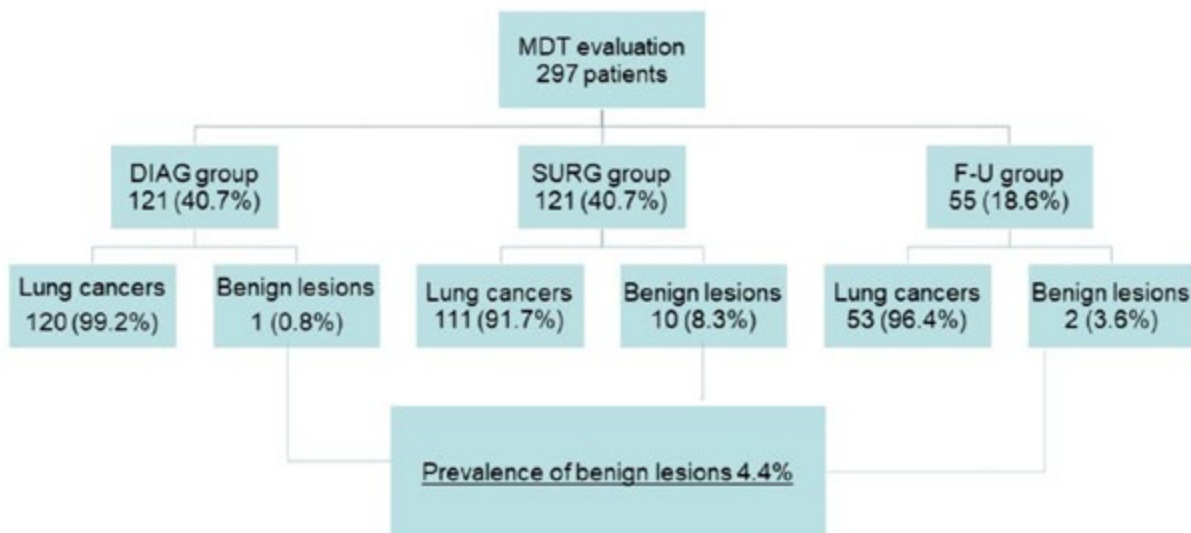 MDT evaluation
297 patients
DIAG group
121 (40.7%)
SURG group
121 (40.7%)
F-U group
55 (18.6%)
Lung cancers
120 (99.2%)
Benign lesions
1 (0.8%)
Lung cancers
111 (91.7%)
Benign lesions
10 (8.3%)
Lung cancers
53 (96.4%)
Benign lesions
2 (3.6%)
Prevalence of benign lesions 4.4%